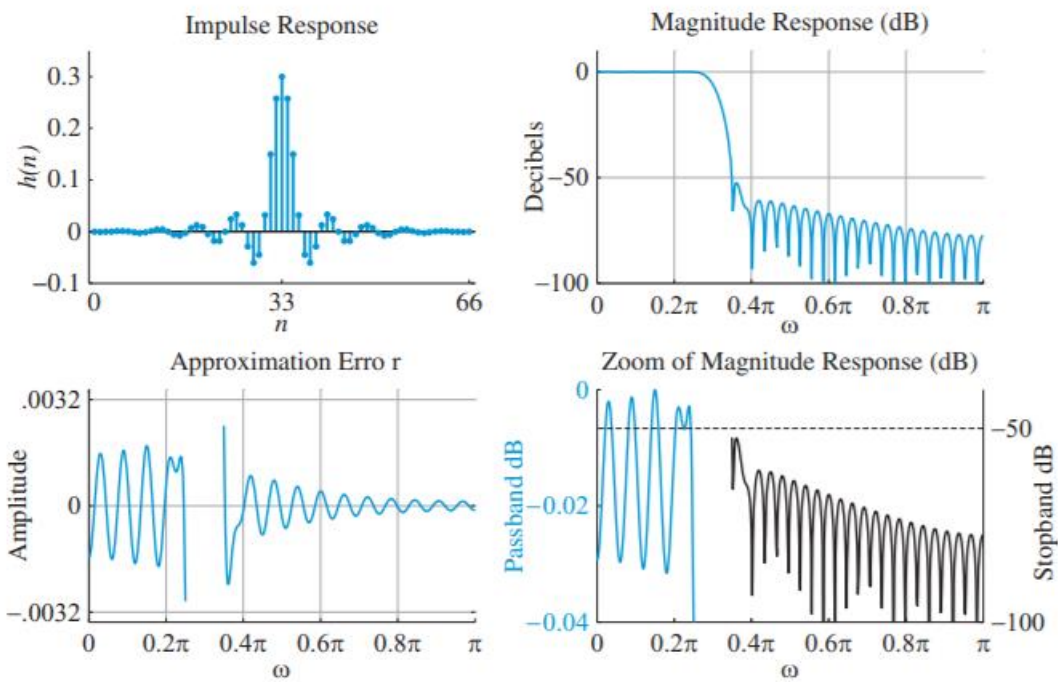 Impulse Response
0.3
0.2
0.1
0
−0.1
h(n)
0
33
66
n
Magnitude Response (dB)
0
−50
−100
Decibels
0
0.2π
0.4π
0.6π
0.8π
π
ω
Approximation Erro r
.0032
0
−.0032
Amplitude
0
0.2π
0.4π
0.6π
0.8π
π
ω
Zoom of Magnitude Response (dB)
0
−0.02
−0.04
Passband dB
−50
−100
Stopband dB
0
0.2π
0.4π
0.6π
0.8π
π
ω